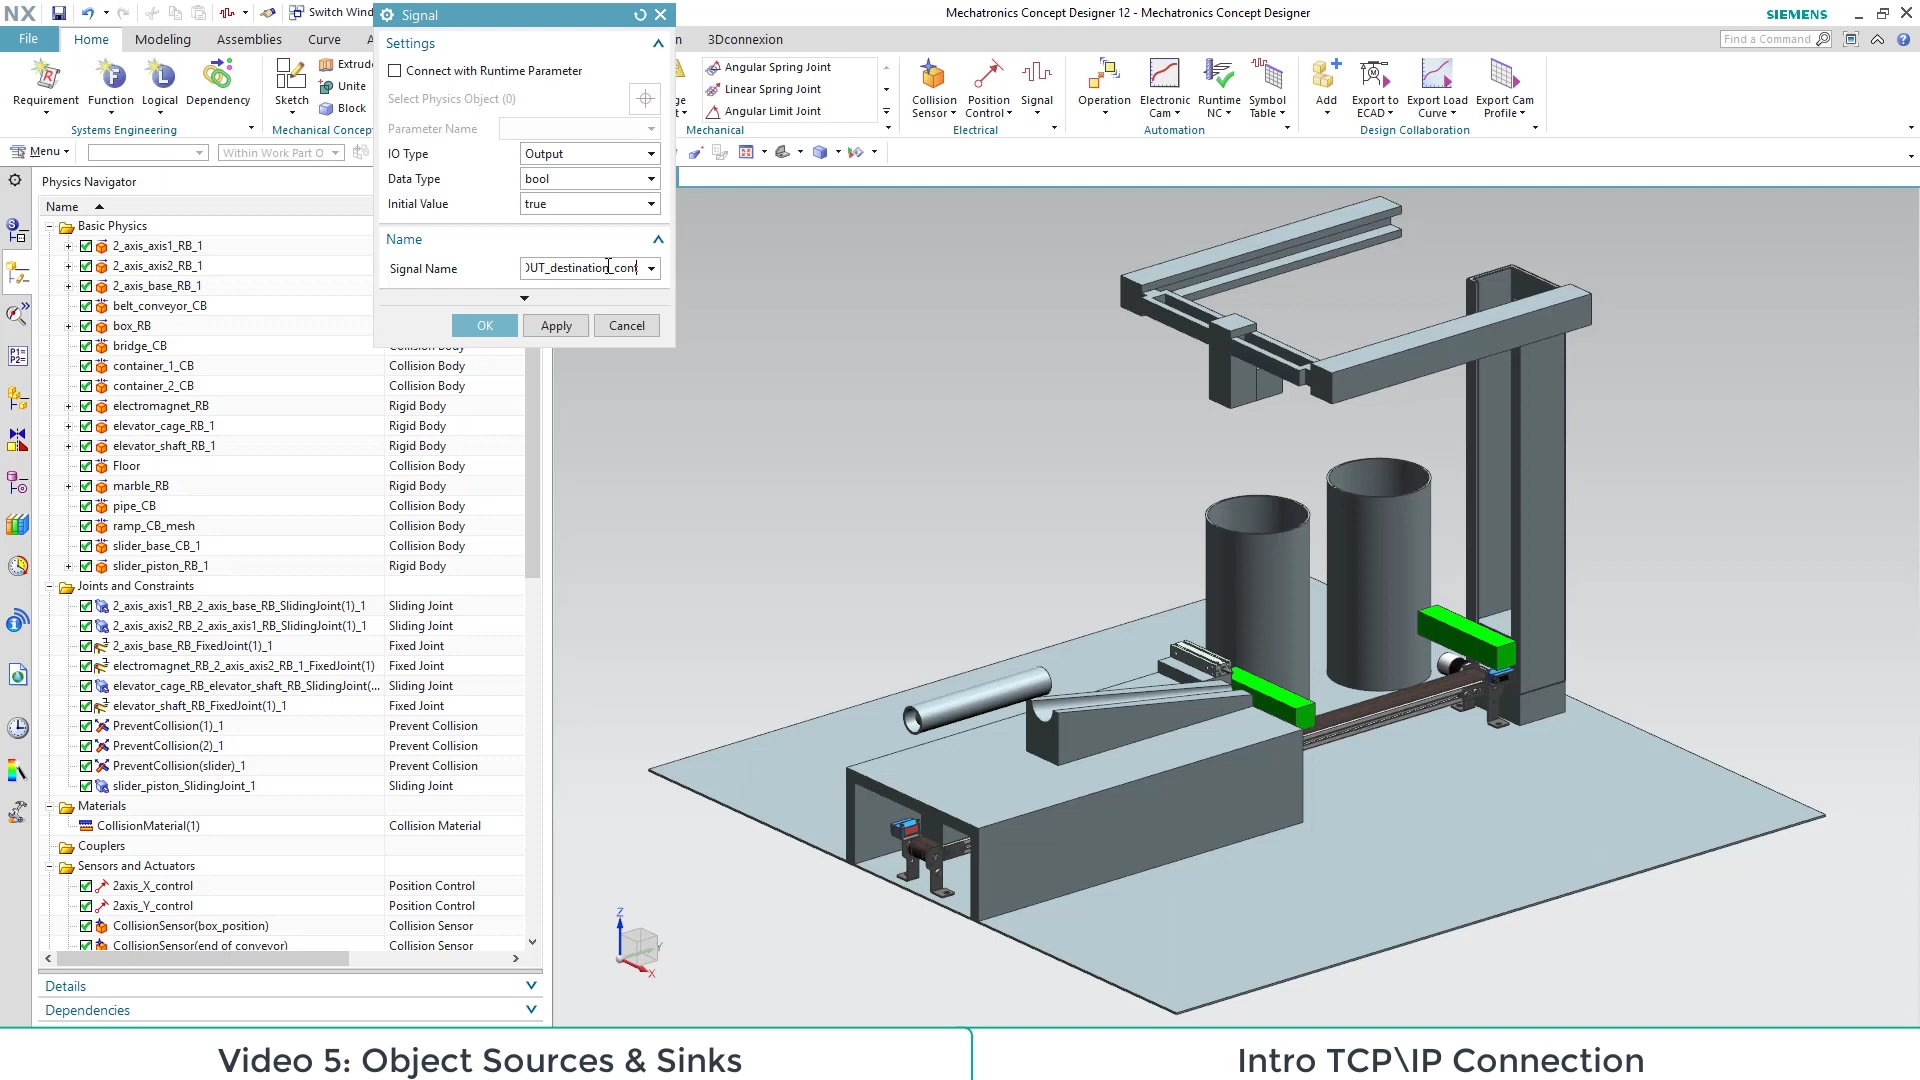 NX
Switch Wind
Signal
Mechatronics Concept Designer 12 - Mechatronics Concept Designer
SIEMENS
File
Home
Modeling
Assemblies
Curve
3Dconnexion
Find a Command
Settings
Connect with Runtime Parameter
Select Physics Object (0)
Parameter Name
IO Type
Output
Data Type
bool
Initial Value
true
Name
Signal Name
OUT_destination_cont
OK
Apply
Cancel
Requirement
Function
Logical
Dependency
Systems Engineering
Sketch
Extrude
Unite
Block
Mechanical Concept
Angular Spring Joint
Linear Spring Joint
Angular Limit Joint
Mechanical
Collision Sensor
Position Control
Signal
Electrical
Operation
Electronic Cam
Runtime NC
Symbol Table
Automation
Add
Export to ECAD
Export Load Curve
Export Cam Profile
Design Collaboration
Menu
Within Work Part O
Physics Navigator
Name
Basic Physics
2_axis_axis1_RB_1
2_axis_axis2_RB_1
2_axis_base_RB_1
belt_conveyor_CB
box_RB
bridge_CB Collision Body
container_1_CB Collision Body
container_2_CB Collision Body
electromagnet_RB Rigid Body
elevator_cage_RB_1 Rigid Body
elevator_shaft_RB_1 Rigid Body
Floor Collision Body
marble_RB Rigid Body
pipe_CB Collision Body
ramp_CB_mesh Collision Body
slider_base_CB_1 Collision Body
slider_piston_RB_1 Rigid Body
Joints and Constraints
2_axis_axis1_RB_2_axis_base_RB_SlidingJoint(1)_1 Sliding Joint
2_axis_axis2_RB_2_axis_axis1_RB_SlidingJoint(1)_1 Sliding Joint
2_axis_base_RB_FixedJoint(1)_1 Fixed Joint
electromagnet_RB_2_axis_axis2_RB_1_FixedJoint(1) Fixed Joint
elevator_cage_RB_elevator_shaft_RB_SlidingJoint(... Sliding Joint
elevator_shaft_RB_FixedJoint(1)_1 Fixed Joint
PreventCollision(1)_1 Prevent Collision
PreventCollision(2)_1 Prevent Collision
PreventCollision(slider)_1 Prevent Collision
slider_piston_SlidingJoint_1 Sliding Joint
Materials
CollisionMaterial(1) Collision Material
Couplers
Sensors and Actuators
2axis_X_control Position Control
2axis_Y_control Position Control
CollisionSensor(box_position) Collision Sensor
CollisionSensor(end of conveyor) Collision Sensor
Details
Dependencies
Z
Y
X
Video 5: Object Sources & Sinks
Intro TCP\IP Connection